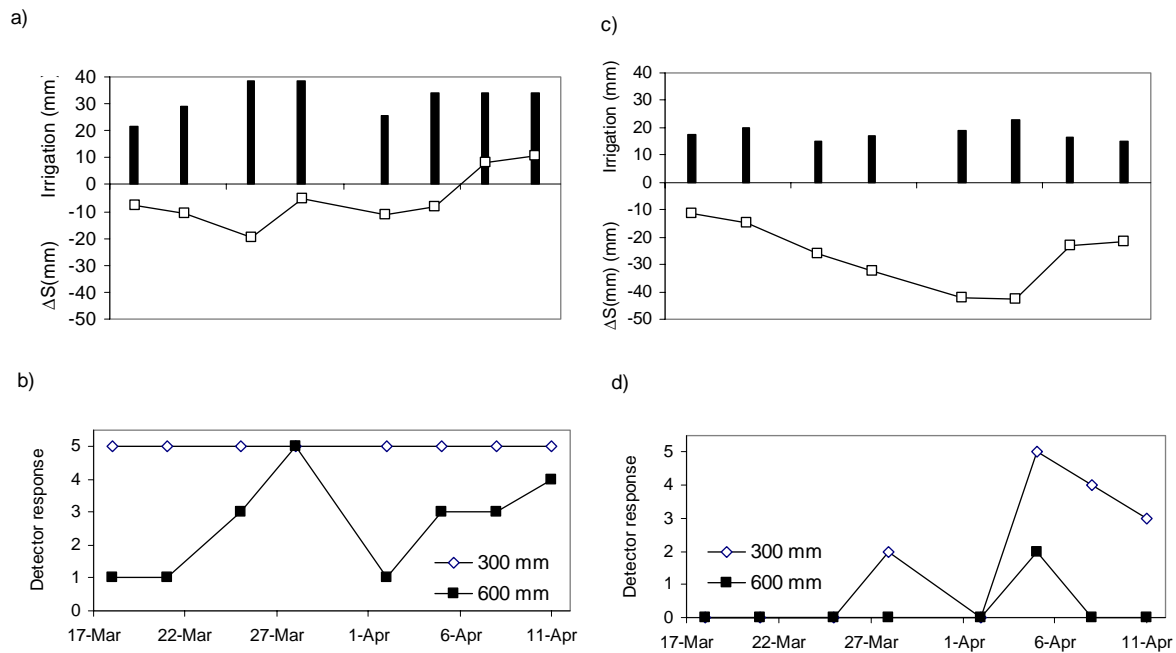 a)
40
30
20
10
0
-10
-20
-30
-40
-50
Irrigation (mm)
ΔS(mm)
c)
40
30
20
10
0
-10
-20
-30
-40
-50
Irrigation (mm)
ΔS(mm) (mm)
b)
5
4
3
2
1
0
Detector response
300 mm
600 mm
17-Mar 22-Mar 27-Mar 1-Apr 6-Apr 11-Apr
d)
5
4
3
2
1
0
Detector response
300 mm
600 mm
17-Mar 22-Mar 27-Mar 1-Apr 6-Apr 11-Apr